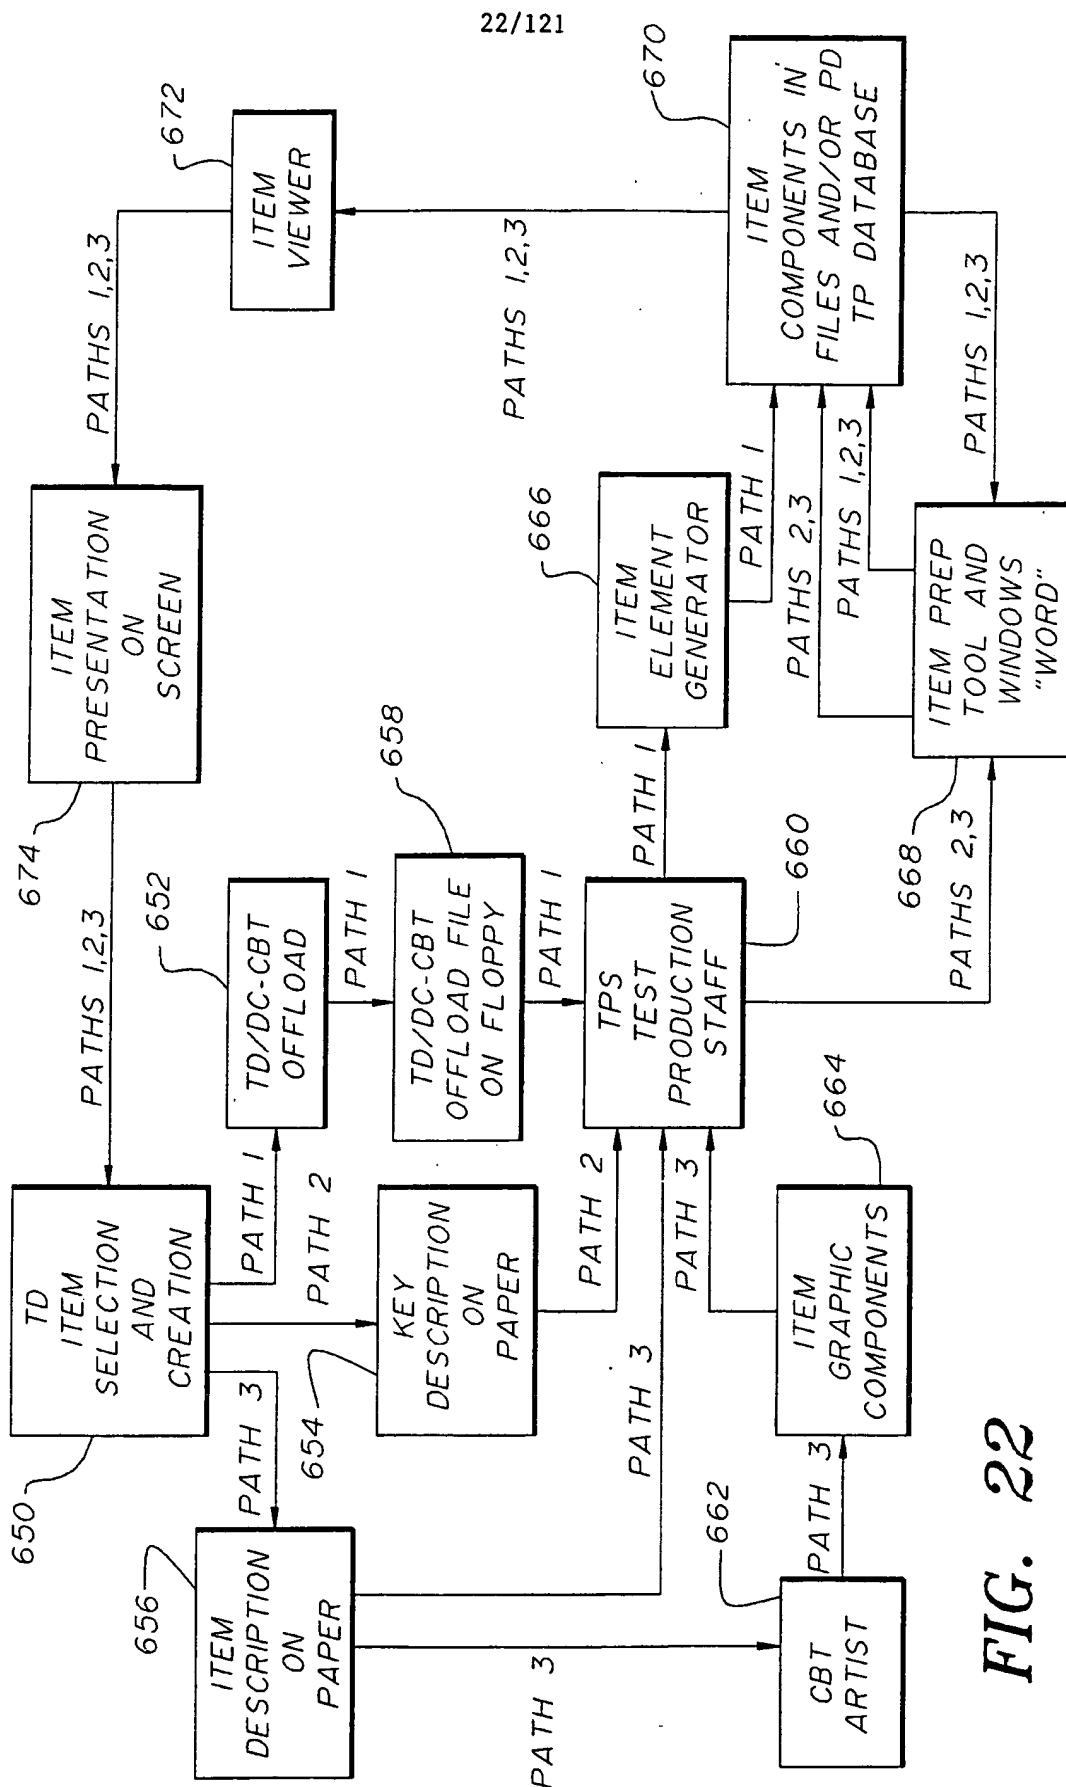 22/121
650
TD
ITEM
SELECTION
AND
CREATION
PATHS 1,2,3
674
ITEM
PRESENTATION
ON
SCREEN
PATHS 1,2,3
672
ITEM
VIEWER
PATHS 1,2,3
PATH 1
652
TD/DC-CBT
OFFLOAD
PATH 1
658
TD/DC-CBT
OFFLOAD FILE
ON FLOPPY
PATH 1
PATH 2
654
KEY
DESCRIPTION
ON
PAPER
PATH 2
PATH 3
656
ITEM
DESCRIPTION
ON
PAPER
PATH 3
PATH 3
662
CBT
ARTIST
PATH 3
664
ITEM
GRAPHIC
COMPONENTS
PATH 3
660
TPS
TEST
PRODUCTION
STAFF
PATH 1
666
ITEM
ELEMENT
GENERATOR
PATH 1
PATHS 2,3
668
ITEM PREP
TOOL AND
WINDOWS
"WORD"
PATHS 2,3
PATHS 1,2,3
PATHS 1,2,3
670
ITEM
COMPONENTS IN
FILES AND/OR PD
TP DATABASE
FIG. 22